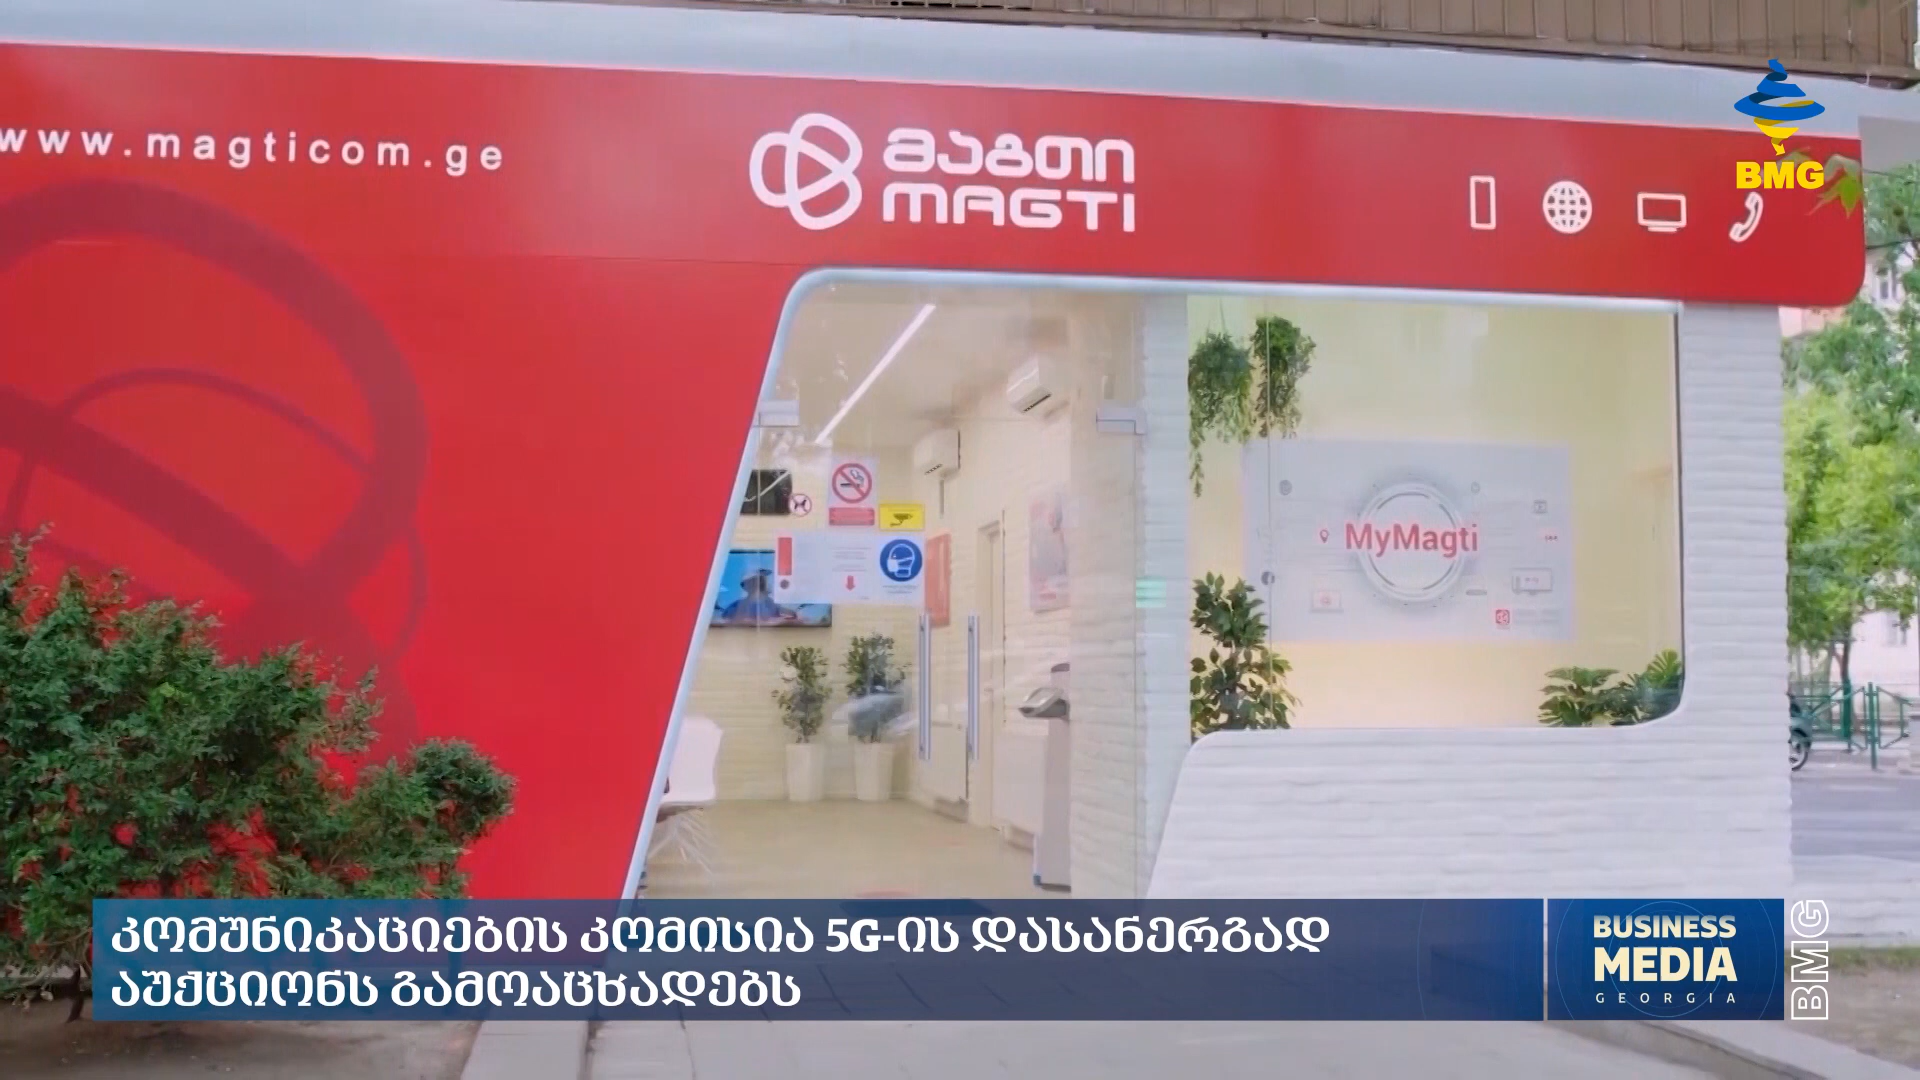 www.magticom.ge
მაგთი
MAGTI
BMG
MyMagti
კომუნიკაციების კომისია 5G-ის დასანერგად
აუქციონს გამოაცხადებს
BUSINESS
MEDIA
GEORGIA
BMG